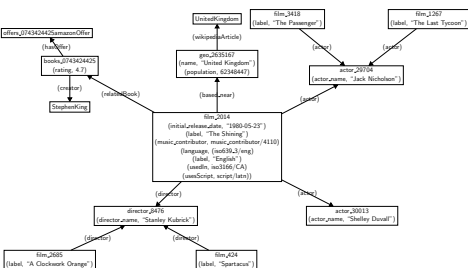 offers_0743424425amazonOffer
UnitedKingdom
film_3418
(label, "The Passenger")
film_1267
(label, "The Last Tycoon")
(hasOffer)
(wikipediaArticle)
(actor)
(actor)
books_0743424425
(rating, 4.7)
geo_2635167
(name, "United Kingdom")
(population, 62348447)
actor_29704
(actor_name, "Jack Nicholson")
(creator)
(relatedBook)
(based_near)
(actor)
StephenKing
film_2014
(initial_release_date, "1980-05-23")
(label, "The Shining")
(music_contributor, music_contributor/4110)
(language, (iso639_3/eng)
(label, "English")
(usedIn, iso3166/CA)
(usesScript, script/latn))
(director)
(actor)
director_8476
(director_name, "Stanley Kubrick")
actor_30013
(actor_name, "Shelley Duvall")
(director)
(director)
film_2685
(label, "A Clockwork Orange")
film_424
(label, "Spartacus")